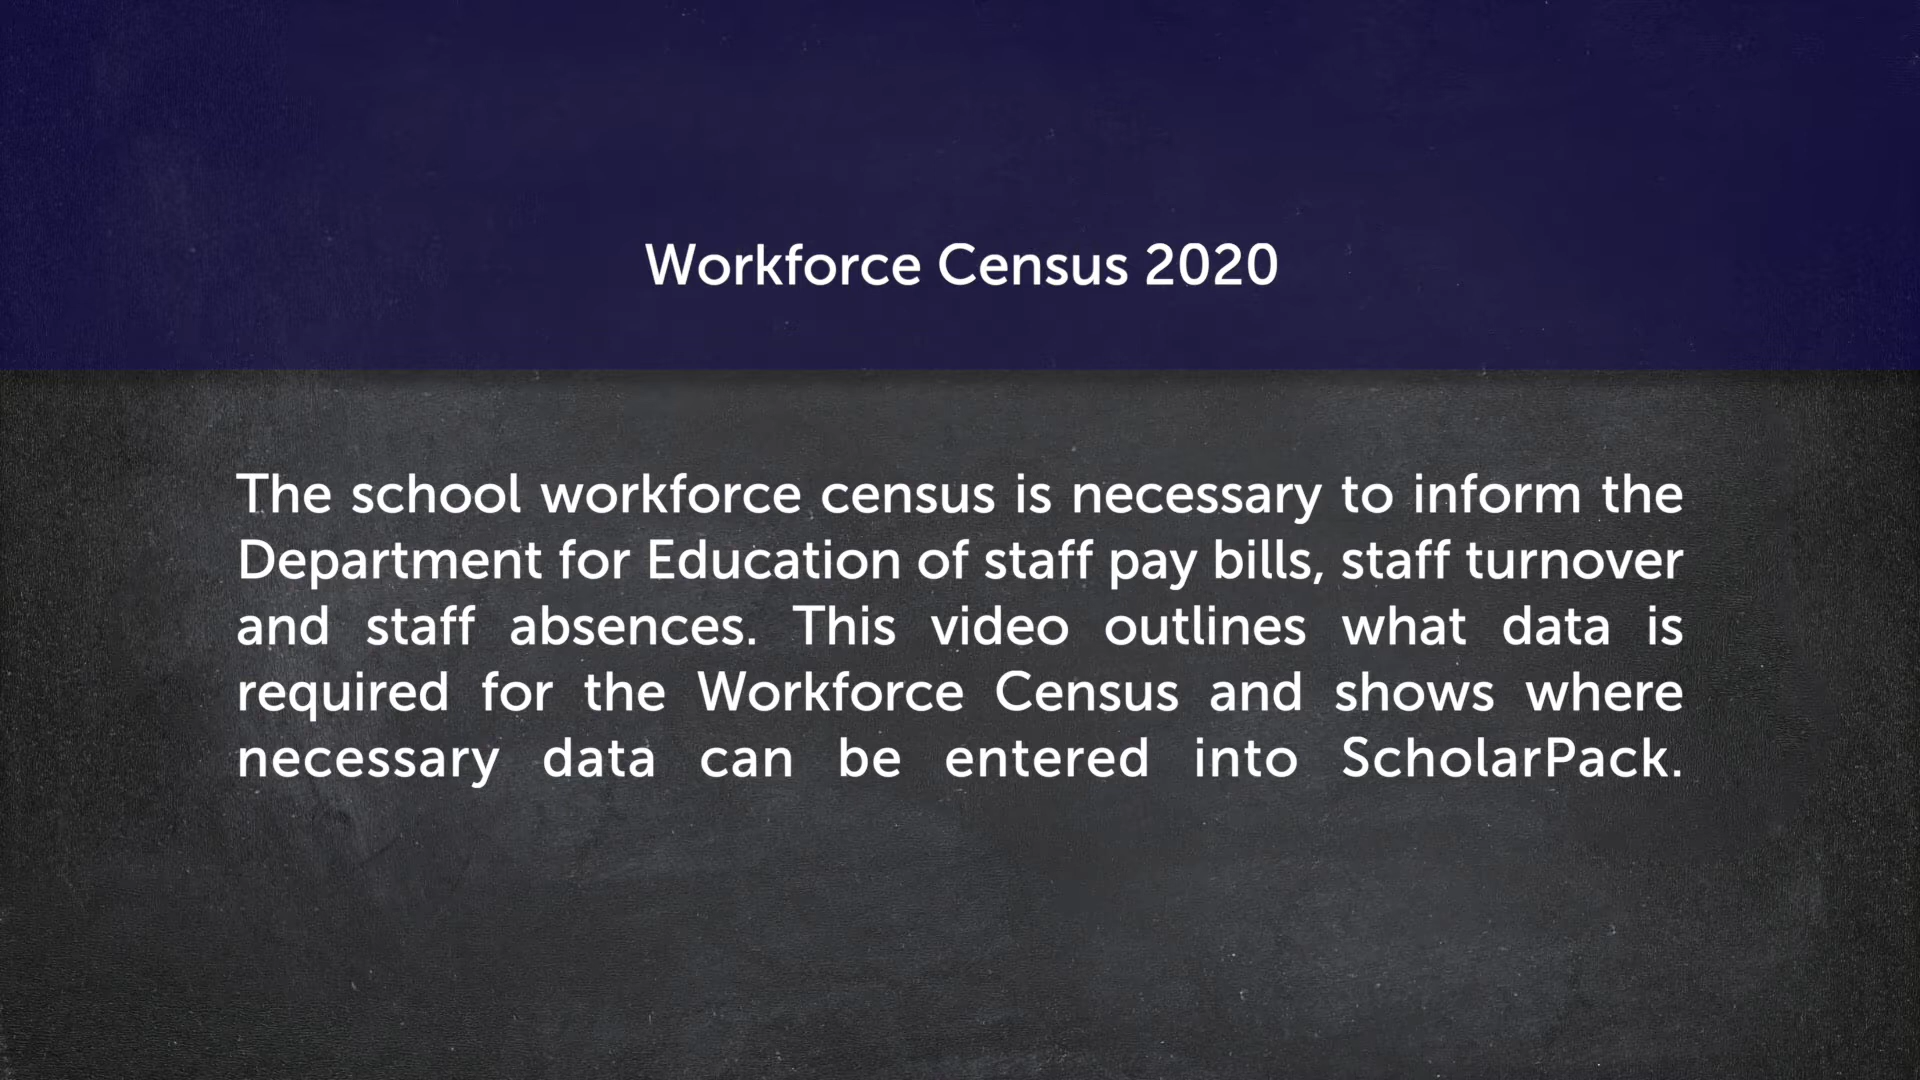 Workforce Census 2020
The school workforce census is necessary to inform the
Department for Education of staff pay bills, staff turnover
and staff absences. This video outlines what data is
required for the Workforce Census and shows where
necessary data can be entered into ScholarPack.